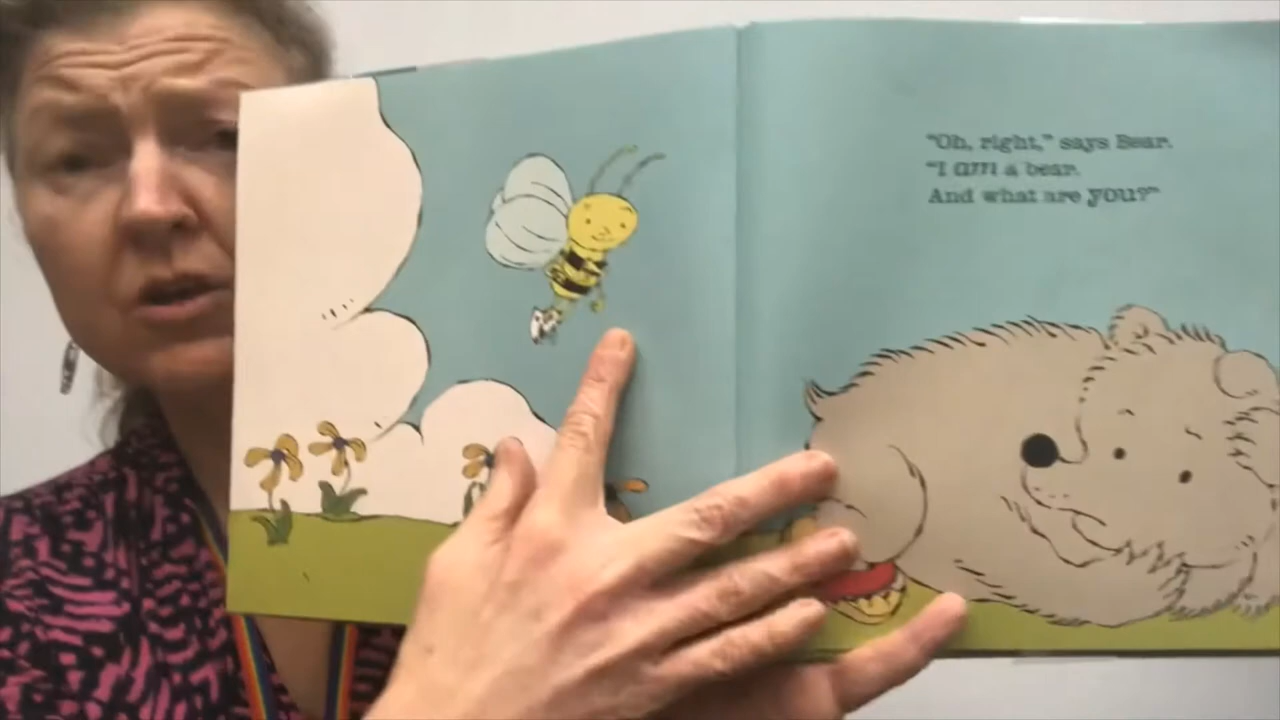 “Oh, right,” says Bear.
“I am a bear.
And what are you?”